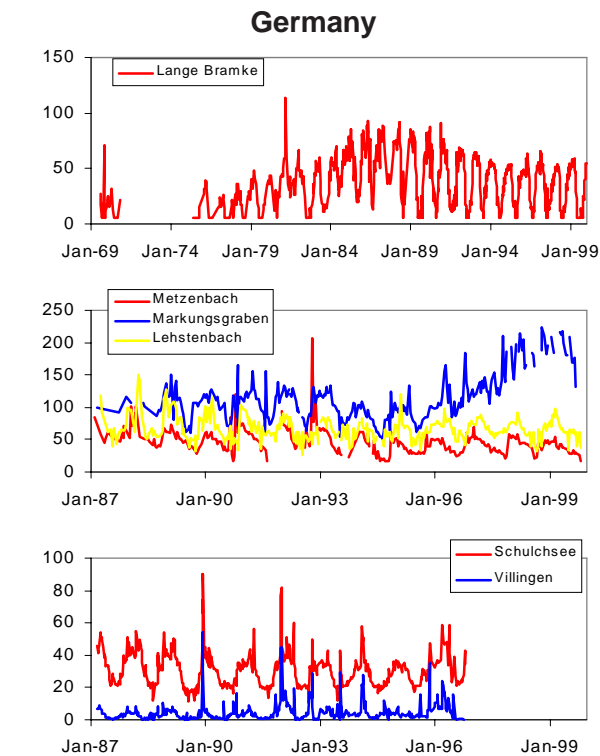 Germany
150
Lange Bramke
100
50
0
Jan-69 Jan-74 Jan-79 Jan-84 Jan-89 Jan-94 Jan-99
250
Metzenbach
200
Markungsgraben
Lehstenbach
150
100
50
0
Jan-87 Jan-90 Jan-93 Jan-96 Jan-99
100
Schulchsee
80
Villingen
60
40
20
0
Jan-87 Jan-90 Jan-93 Jan-96 Jan-99